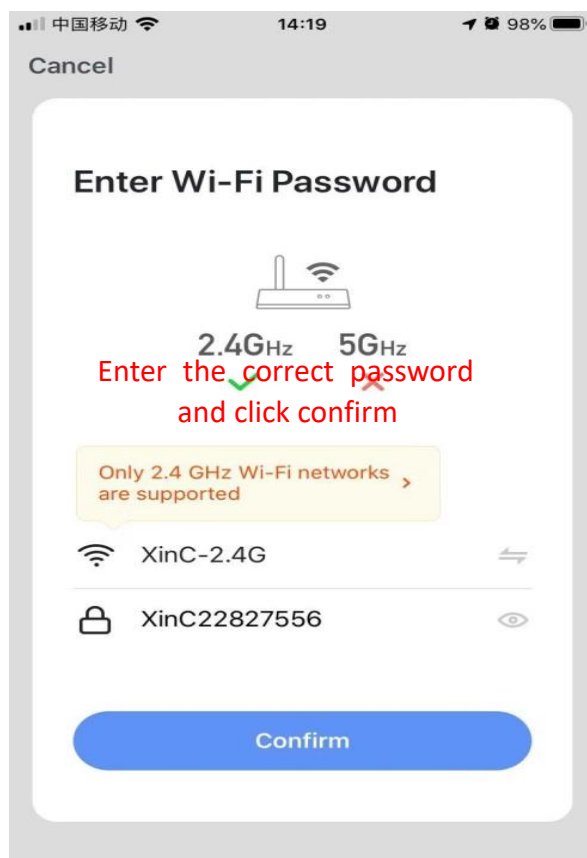 中国移动 14:19 98%
Cancel
Enter Wi-Fi Password
2.4GHz 5GHz
Enter the correct password
and click confirm
Only 2.4 GHz Wi-Fi networks >
are supported
XinC-2.4G
XinC22827556
Confirm